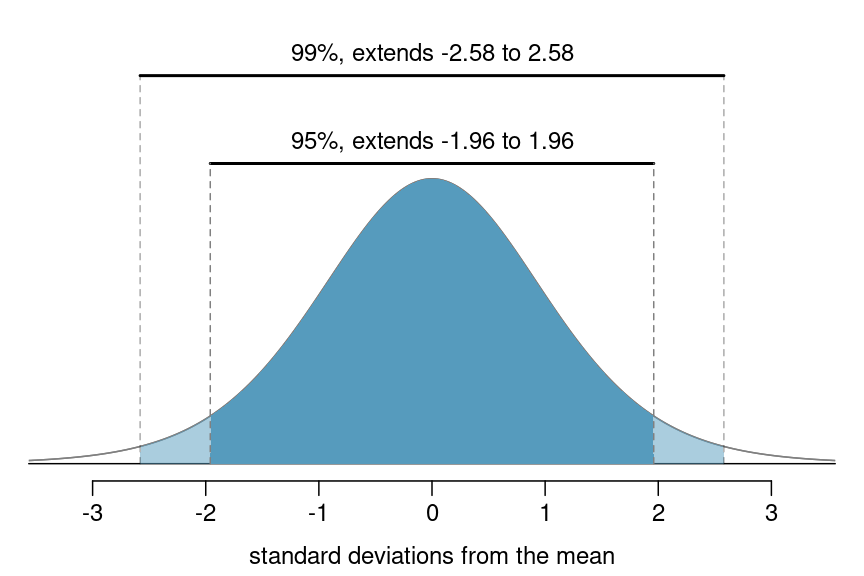 99%, extends -2.58 to 2.58
95%, extends -1.96 to 1.96
-3 -2 -1 0 1 2 3
standard deviations from the mean